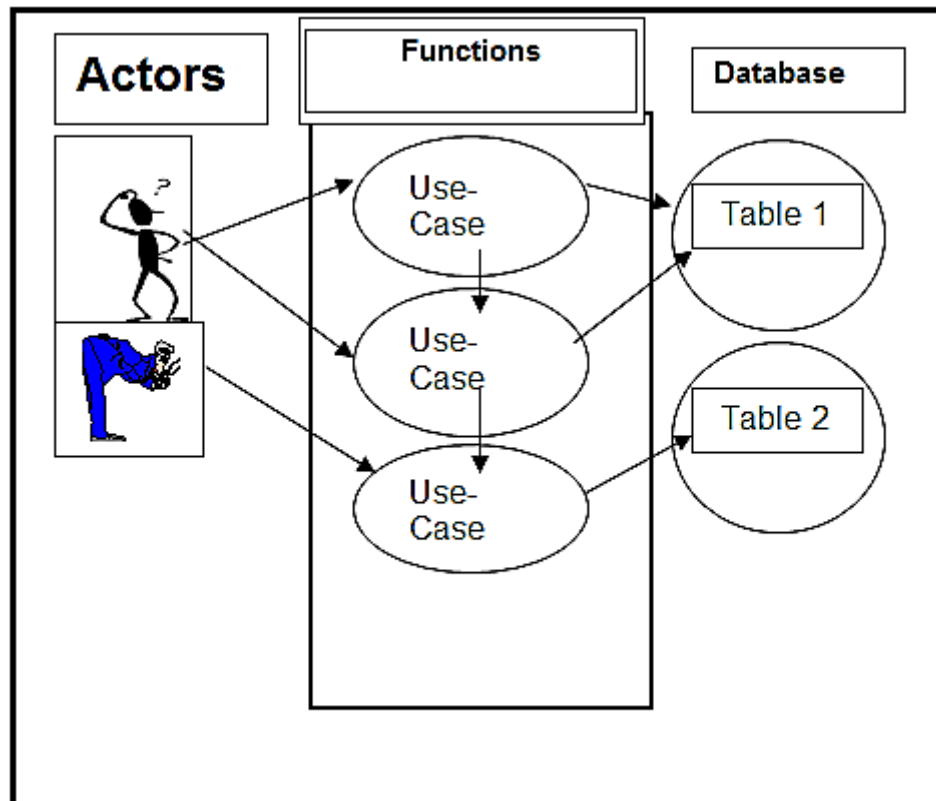 Actors
Functions
Database
?
Use-
Case
Table 1
Use-
Case
Table 2
Use-
Case